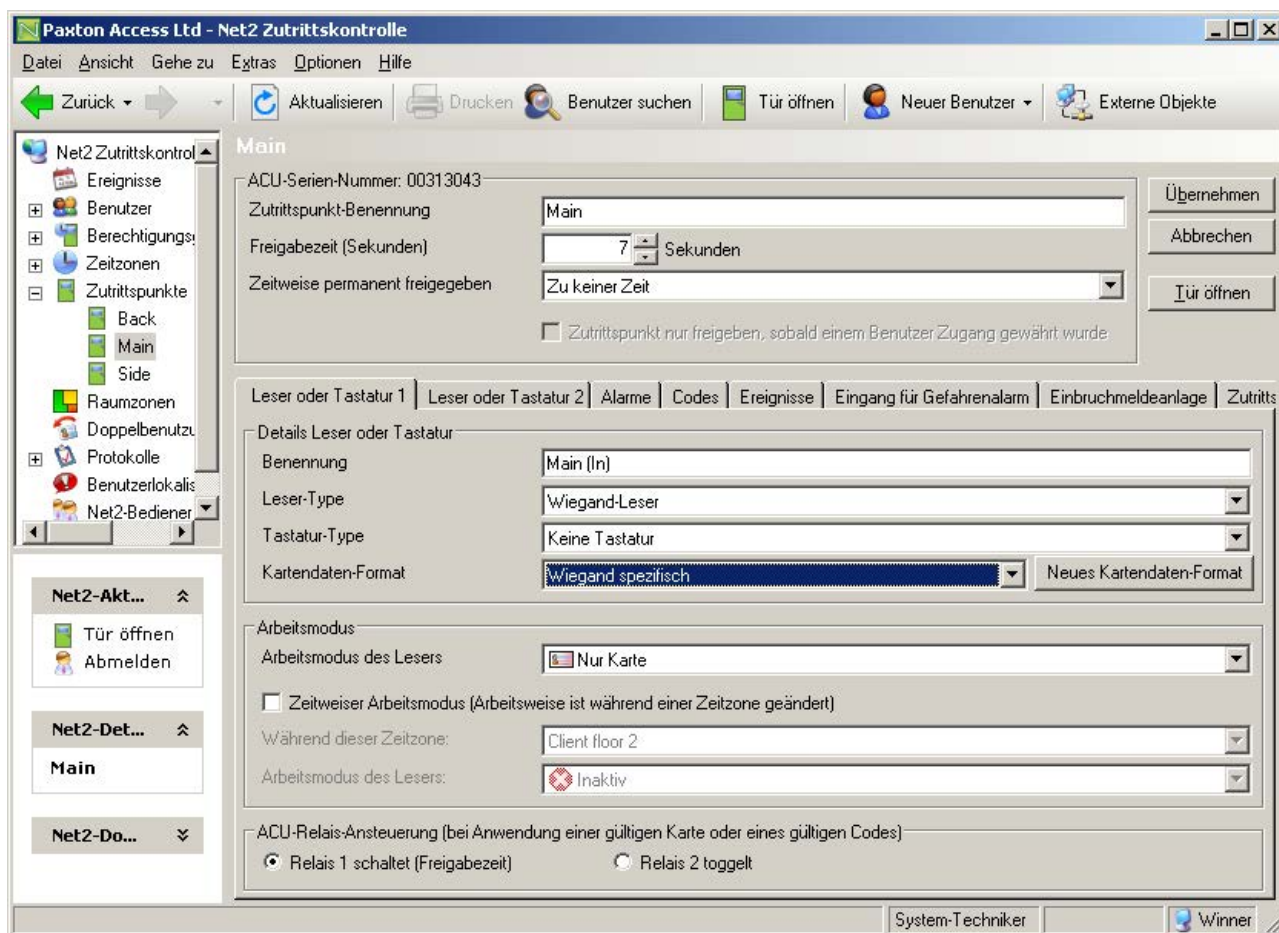 Paxton Access Ltd - Net2 Zutrittskontrolle
Datei Ansicht Gehe zu Extras Optionen Hilfe
Zurück Aktualisieren Drucken Benutzer suchen Tür öffnen Neuer Benutzer Externe Objekte
Net2 Zutrittskontrol
Ereignisse
Benutzer
Berechtigungs
Zeitzonen
Zutrittspunkte
Back
Main
Side
Raumzonen
Doppelbenutzu
Protokolle
Benutzerlokalis
Net2-Bediener
Net2-Akt...
Tür öffnen
Abmelden
Net2-Det...
Main
Net2-Do...
Main
ACU-Serien-Nummer: 00313043
Zutrittspunkt-Benennung Main
Freigabezeit (Sekunden) 7 Sekunden
Zeitweise permanent freigegeben Zu keiner Zeit
Zutrittspunkt nur freigeben, sobald einem Benutzer Zugang gewährt wurde
Übernehmen
Abbrechen
Tür öffnen
Leser oder Tastatur 1 Leser oder Tastatur 2 Alarme Codes Ereignisse Eingang für Gefahrenalarm Einbruchmeldeanlage Zutritts
Details Leser oder Tastatur
Benennung Main (In)
Leser-Type Wiegand-Leser
Tastatur-Type Keine Tastatur
Kartendaten-Format Wiegand spezifisch Neues Kartendaten-Format
Arbeitsmodus
Arbeitsmodus des Lesers Nur Karte
Zeitweiser Arbeitsmodus (Arbeitsweise ist während einer Zeitzone geändert)
Während dieser Zeitzone: Client floor 2
Arbeitsmodus des Lesers: Inaktiv
ACU-Relais-Ansteuerung (bei Anwendung einer gültigen Karte oder eines gültigen Codes)
Relais 1 schaltet (Freigabezeit) Relais 2 toggelt
System-Techniker Winner